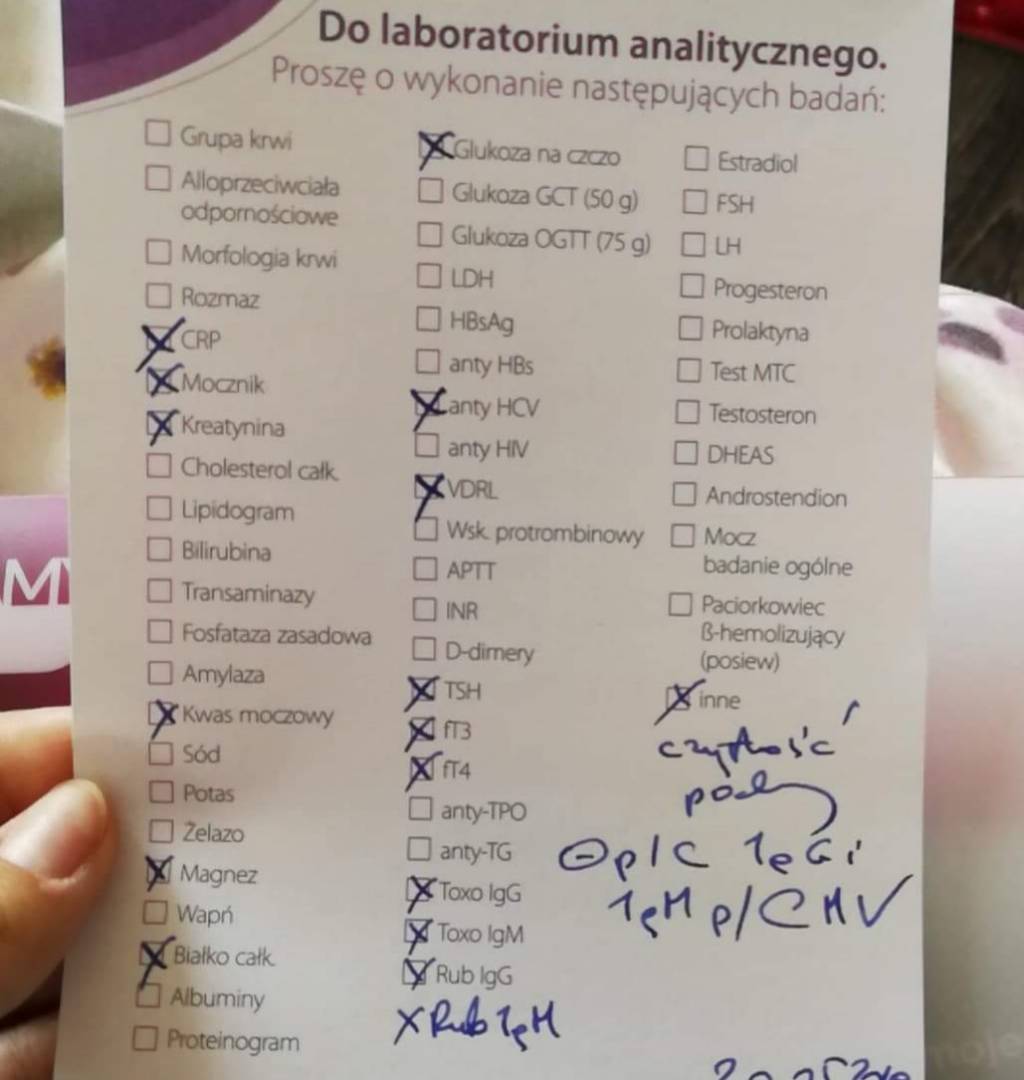 Do laboratorium analitycznego.
Proszę o wykonanie następujących badań:
Grupa krwi
Alloprzeciwciała
odpornościowe
Morfologia krwi
Rozmaz
CRP
Mocznik
Kreatynina
Cholesterol całk.
Lipidogram
Bilirubina
Transaminazy
Fosfataza zasadowa
Amylaza
Kwas moczowy
Sód
Potas
Żelazo
Magnez
Wapń
Białko całk.
Albuminy
Proteinogram
Glukoza na czczo
Glukoza GCT (50 g)
Glukoza OGTT (75 g)
LDH
HBsAg
anty HBs
anty HCV
anty HIV
VDRL
Wsk. protrombinowy
APTT
INR
D-dimery
TSH
fT3
fT4
anty-TPO
anty-TG
Toxo IgG
Toxo IgM
Rub IgG
X Rub IgM
Estradiol
FSH
LH
Progesteron
Prolaktyna
Test MTC
Testosteron
DHEAS
Androstendion
Mocz
badanie ogólne
Paciorkowiec
ß-hemolizujący
(posiew)
inne
czystość
p/c IgG i
IgM p/CMV